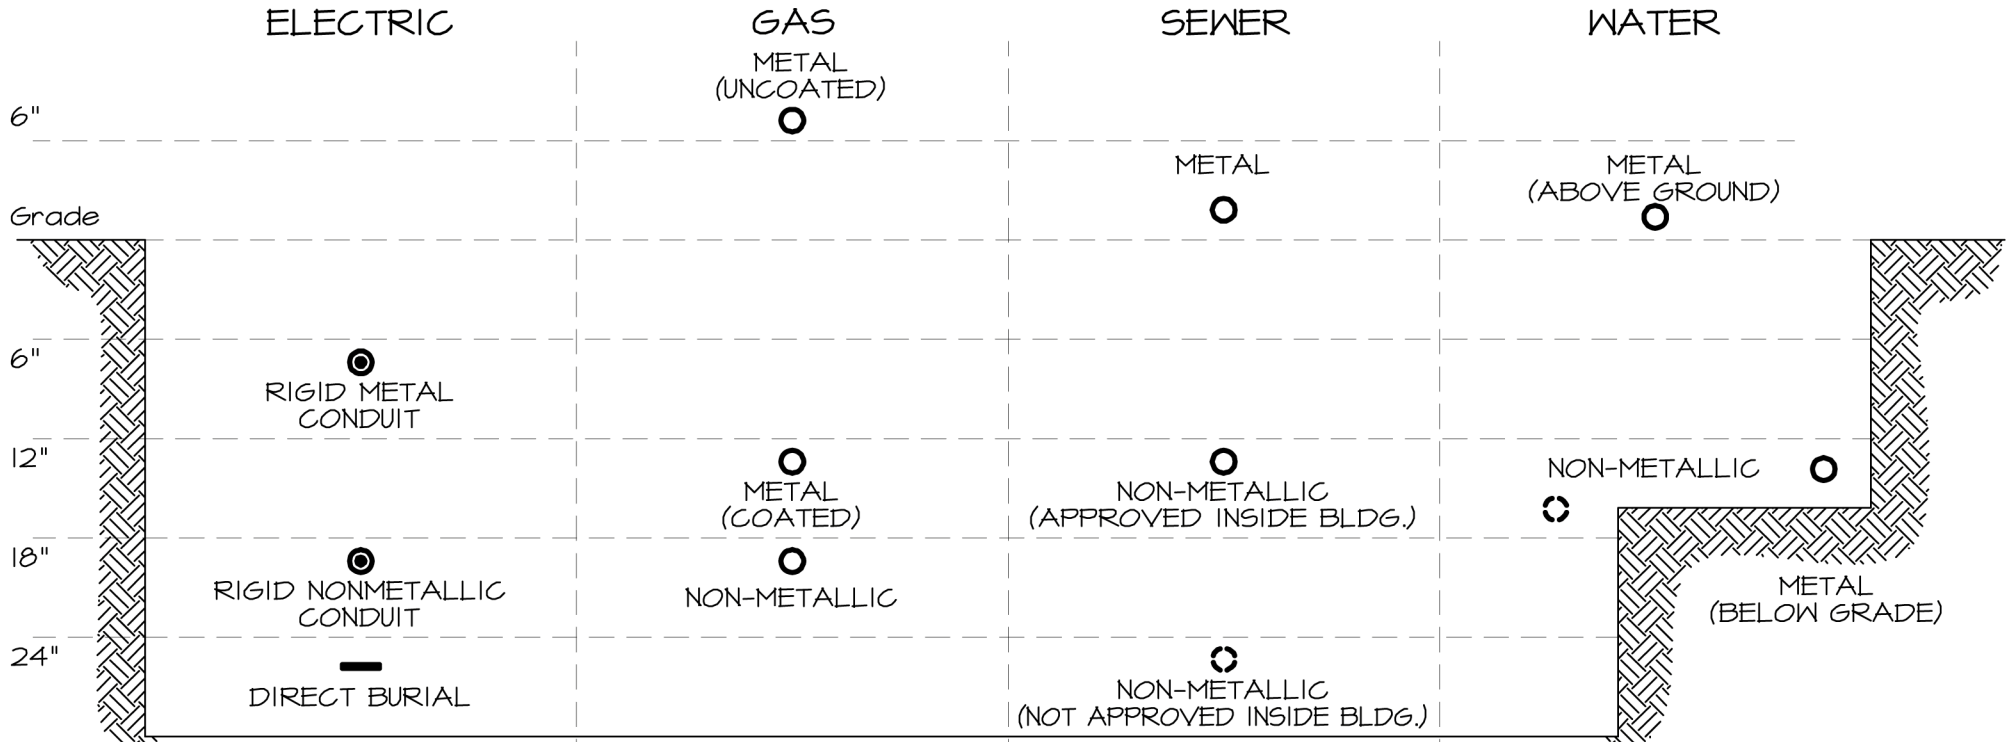 ELECTRIC GAS SEWER WATER
METAL
(UNCOATED)
6"
METAL
METAL
(ABOVE GROUND)
Grade
6"
RIGID METAL
CONDUIT
12"
NON-METALLIC
METAL
(COATED)
NON-METALLIC
(APPROVED INSIDE BLDG.)
18"
RIGID NONMETALLIC
CONDUIT
NON-METALLIC
METAL
(BELOW GRADE)
24"
DIRECT BURIAL
NON-METALLIC
(NOT APPROVED INSIDE BLDG.)